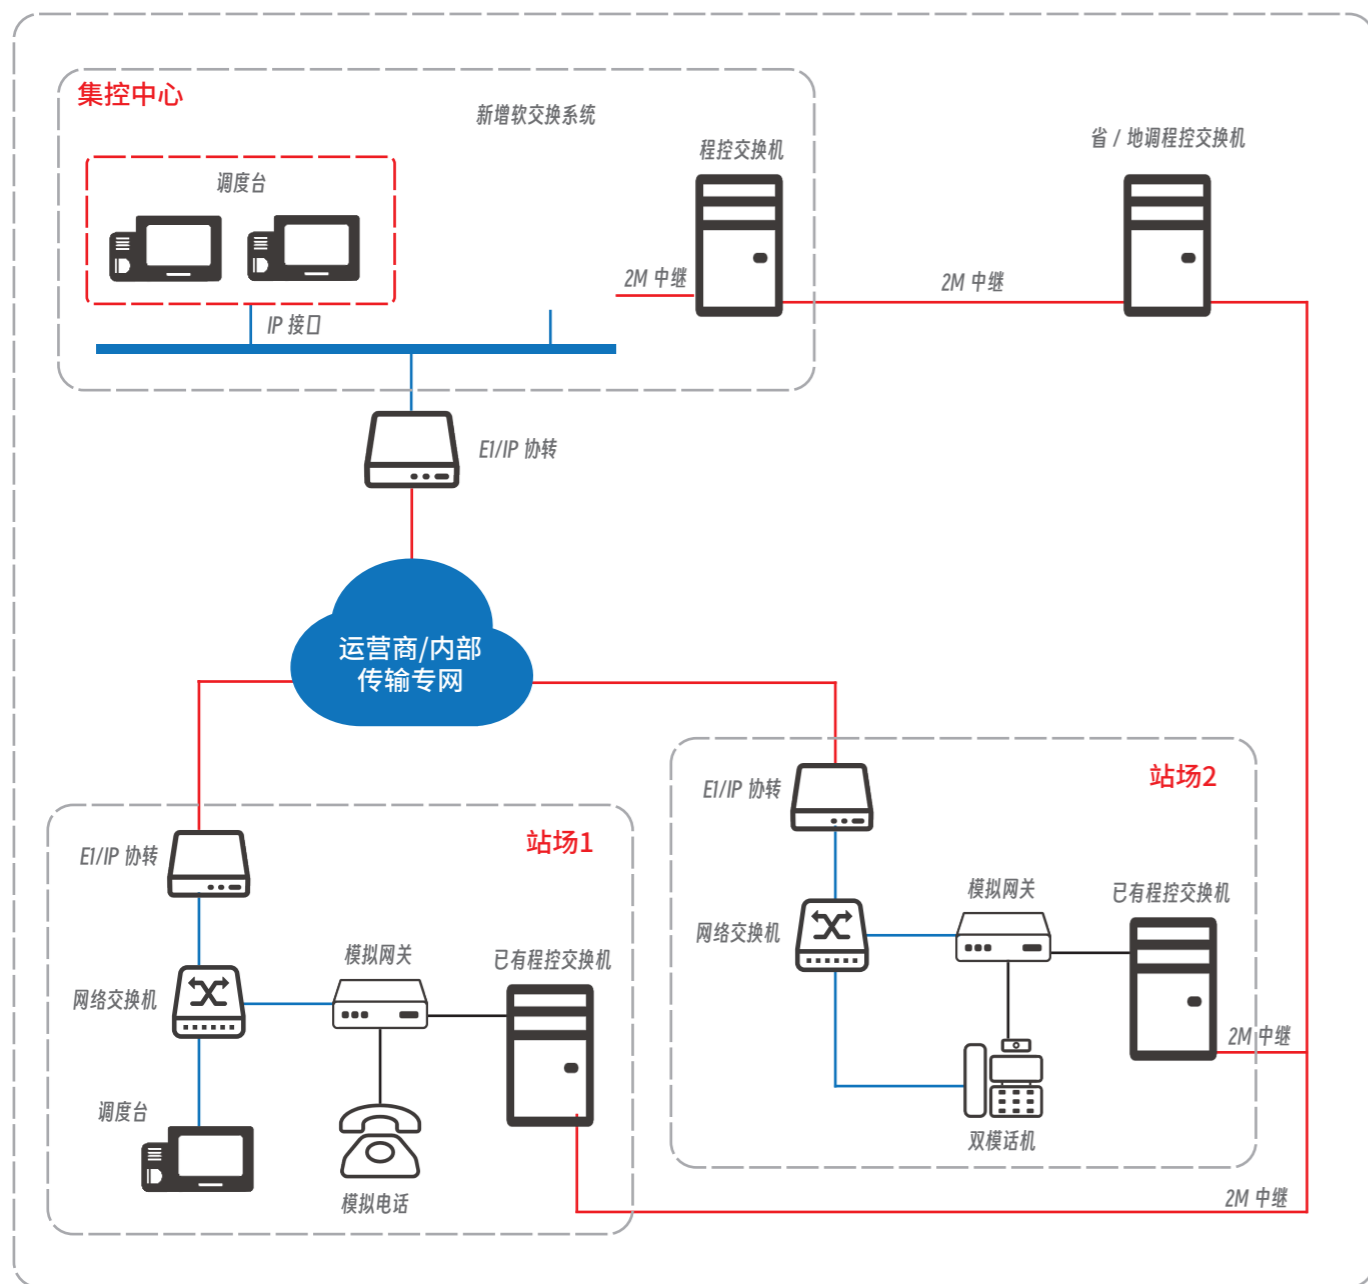 集控中心
新增软交换系统
程控交换机
省 / 地调程控交换机
调度台
2M 中继
2M 中继
IP 接口
E1/IP 协转
运营商/内部
传输专网
站场2
E1/IP 协转
站场1
E1/IP 协转
模拟网关
已有程控交换机
网络交换机
模拟网关
已有程控交换机
网络交换机
2M 中继
调度台
双模话机
模拟电话
2M 中继